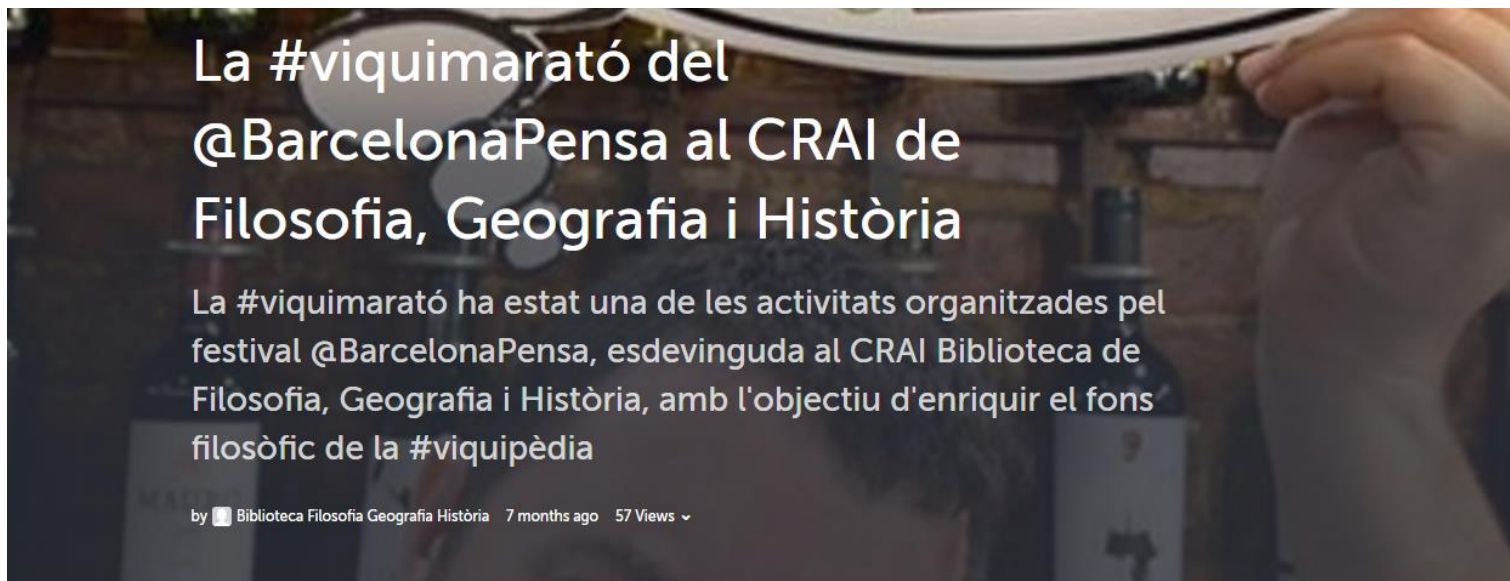 La #viquimarató del
@BarcelonaPensa al CRAI de
Filosofia, Geografia i Història
La #viquimarató ha estat una de les activitats organitzades pel
festival @BarcelonaPensa, esdevinguda al CRAI Biblioteca de
Filosofia, Geografia i Història, amb l'objectiu d'enriquir el fons
filosòfic de la #viquipèdia
by Biblioteca Filosofia Geografia Història 7 months ago 57 Views
9